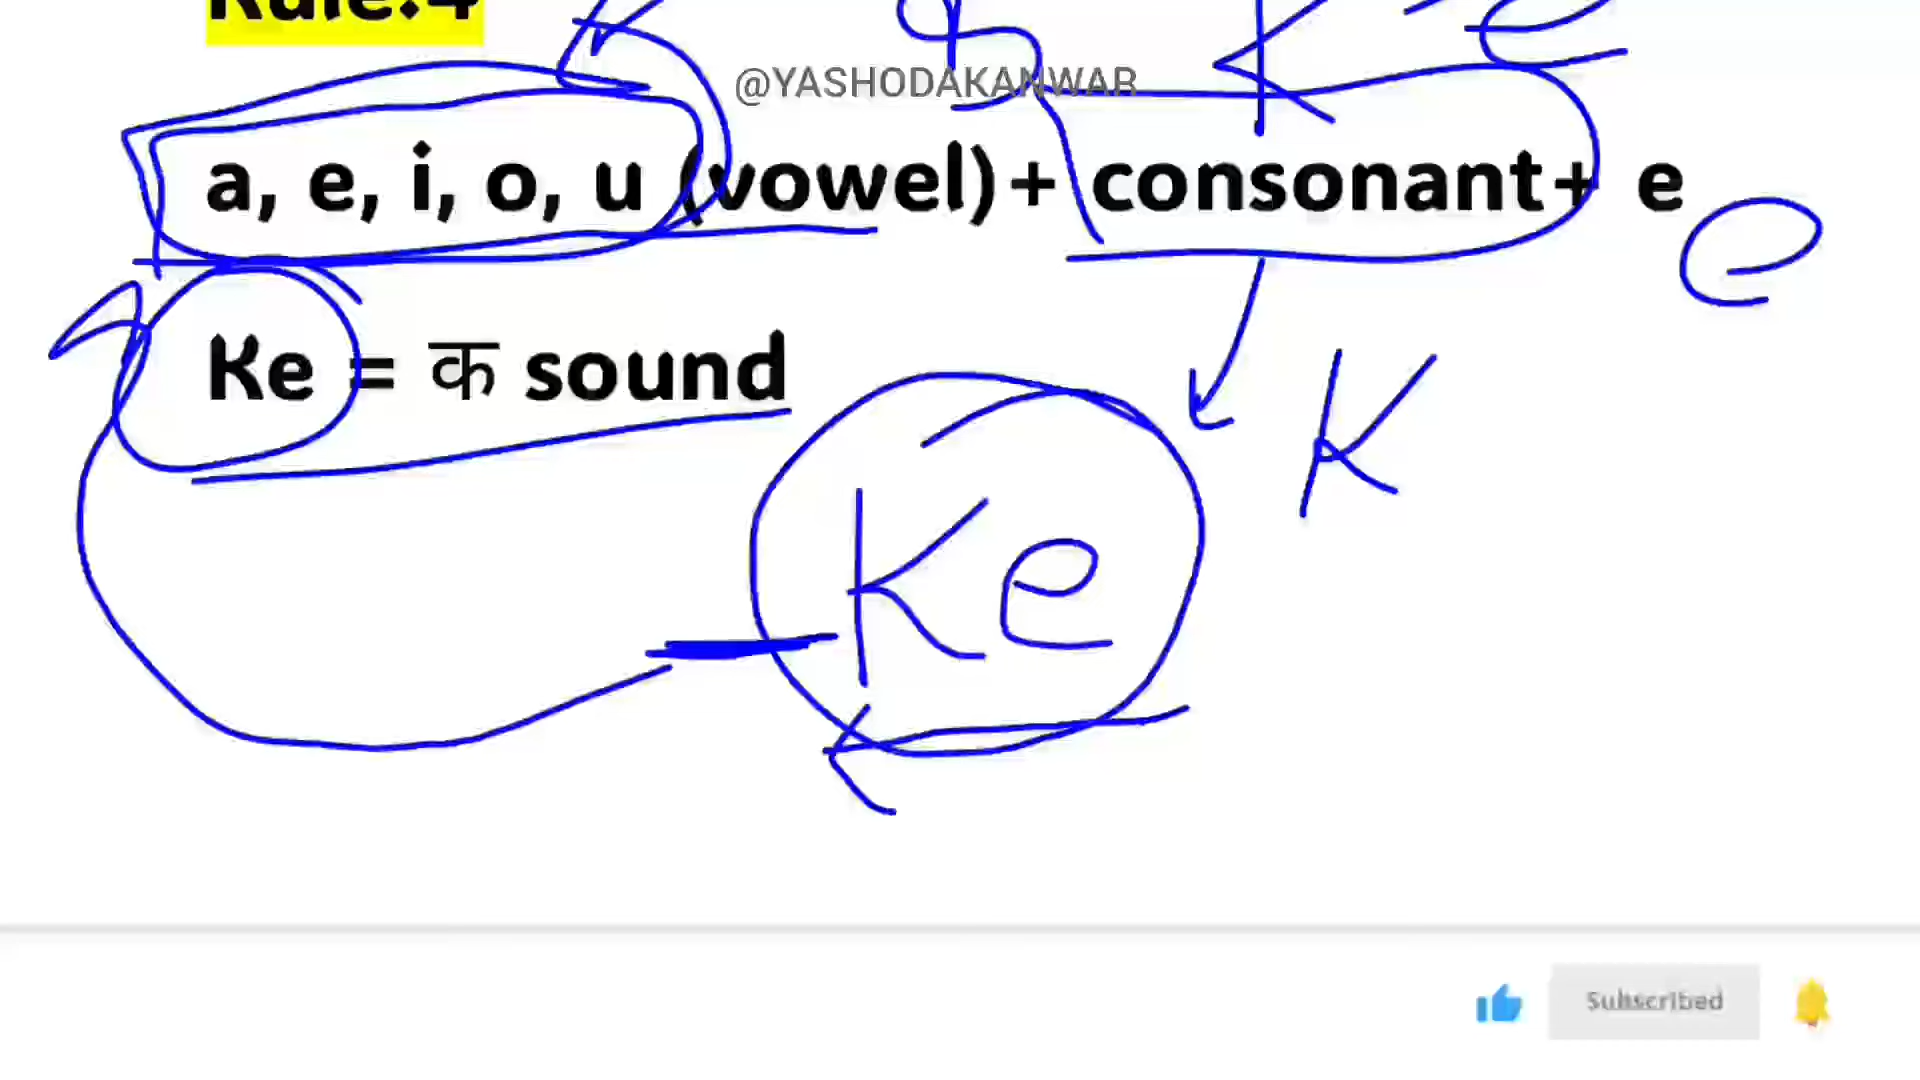 Rule:4
K e
@YASHODAKANWAR
a, e, i, o, u (vowel)+ consonant+ e
e
Ke = क sound
K
Ke
Subscribed